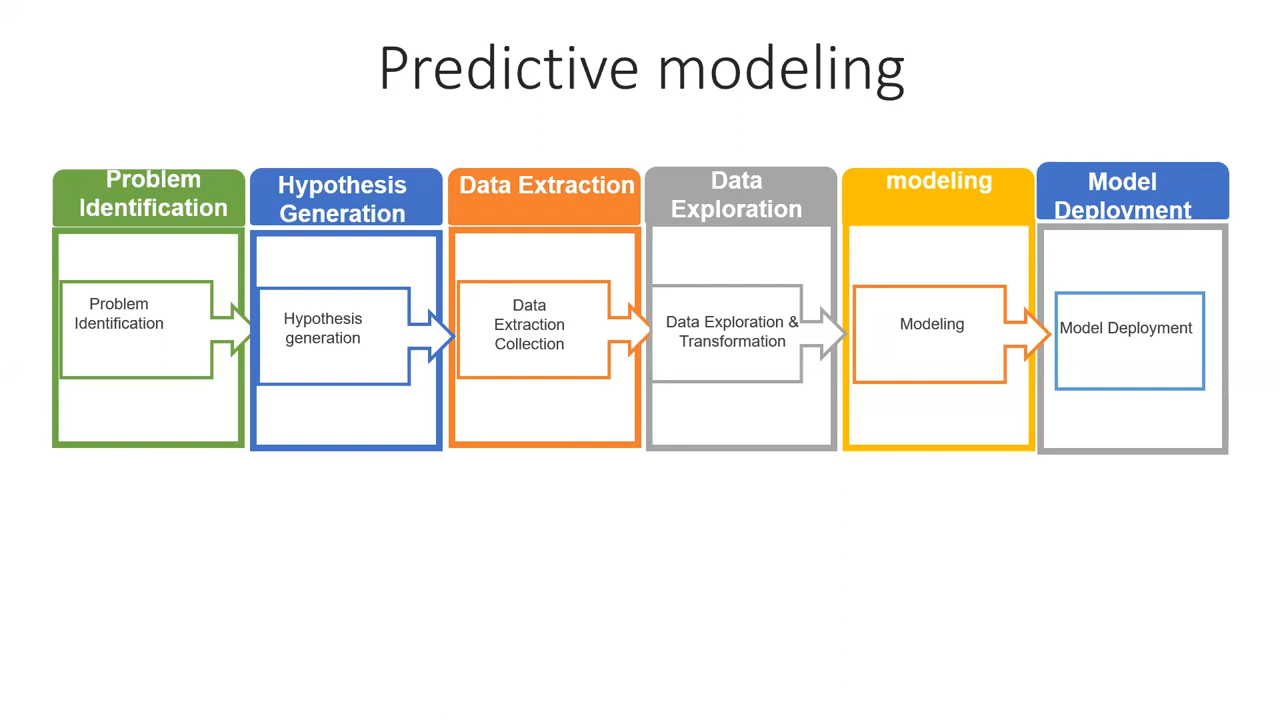 Predictive modeling
Problem
Identification
Hypothesis
Generation
Data Extraction
Data
Exploration
modeling
Model
Deployment
Problem
Identification
Hypothesis
generation
Data
Extraction
Collection
Data Exploration &
Transformation
Modeling
Model Deployment